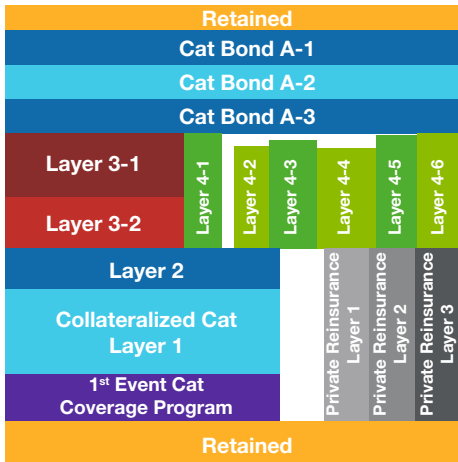 Retained
Cat Bond A-1
Cat Bond A-2
Cat Bond A-3
Layer 3-1
Layer 3-2
Layer 4-1
Layer 4-2
Layer 4-3
Layer 4-4
Layer 4-5
Layer 4-6
Layer 2
Collateralized Cat
Layer 1
1st Event Cat
Coverage Program
Private Reinsurance
Layer 1
Private Reinsurance
Layer 2
Private Reinsurance
Layer 3
Retained